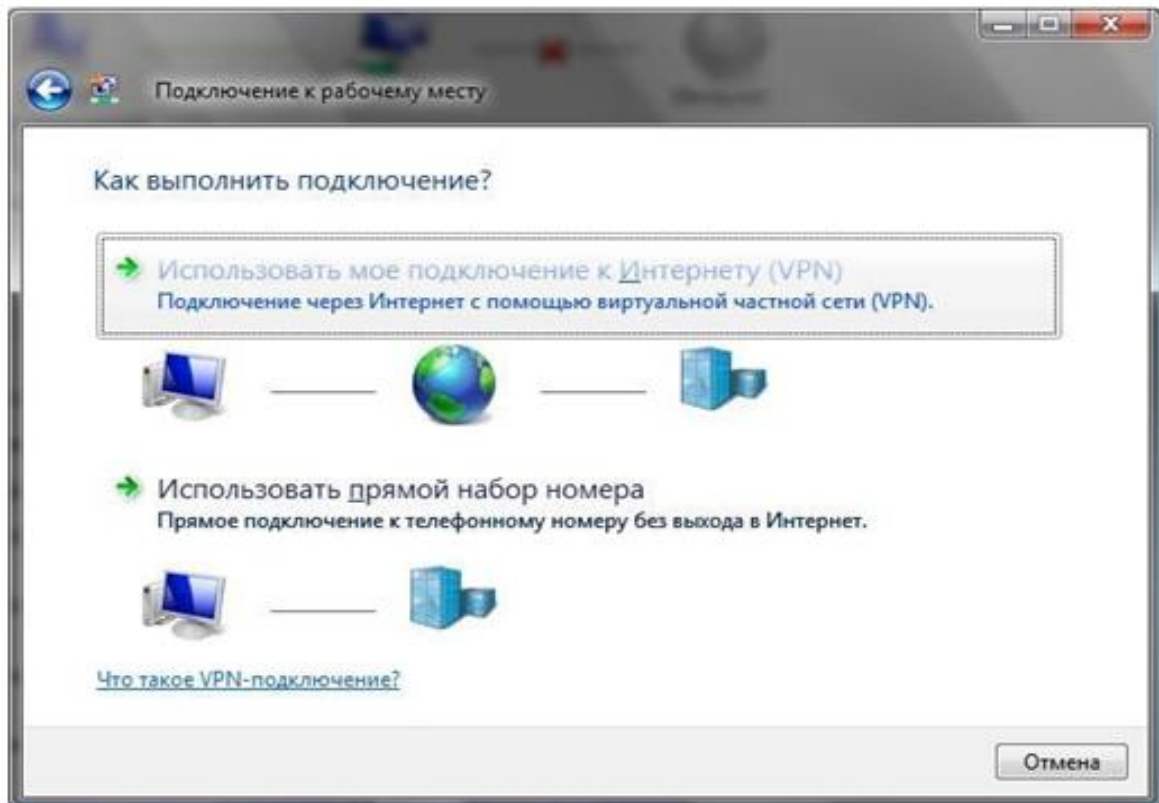 Подключение к рабочему месту
Как выполнить подключение?
Использовать мое подключение к Интернету (VPN)
Подключение через Интернет с помощью виртуальной частной сети (VPN).
Использовать прямой набор номера
Прямое подключение к телефонному номеру без выхода в Интернет.
Что такое VPN-подключение?
Отмена